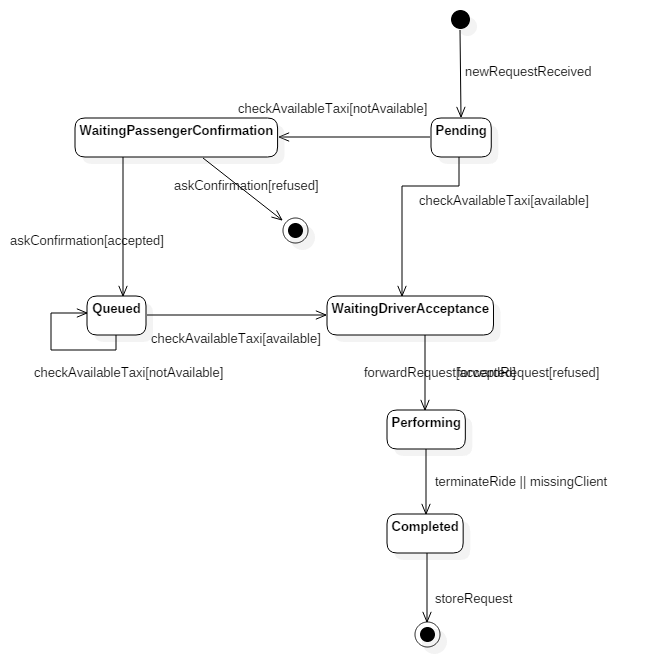 newRequestReceived
checkAvailableTaxi[notAvailable]
WaitingPassengerConfirmation
Pending
askConfirmation[refused]
checkAvailableTaxi[available]
askConfirmation[accepted]
Queued
WaitingDriverAcceptance
checkAvailableTaxi[available]
checkAvailableTaxi[notAvailable]
forwardRequest[accepted]
forwardRequest[refused]
Performing
terminateRide || missingClient
Completed
storeRequest